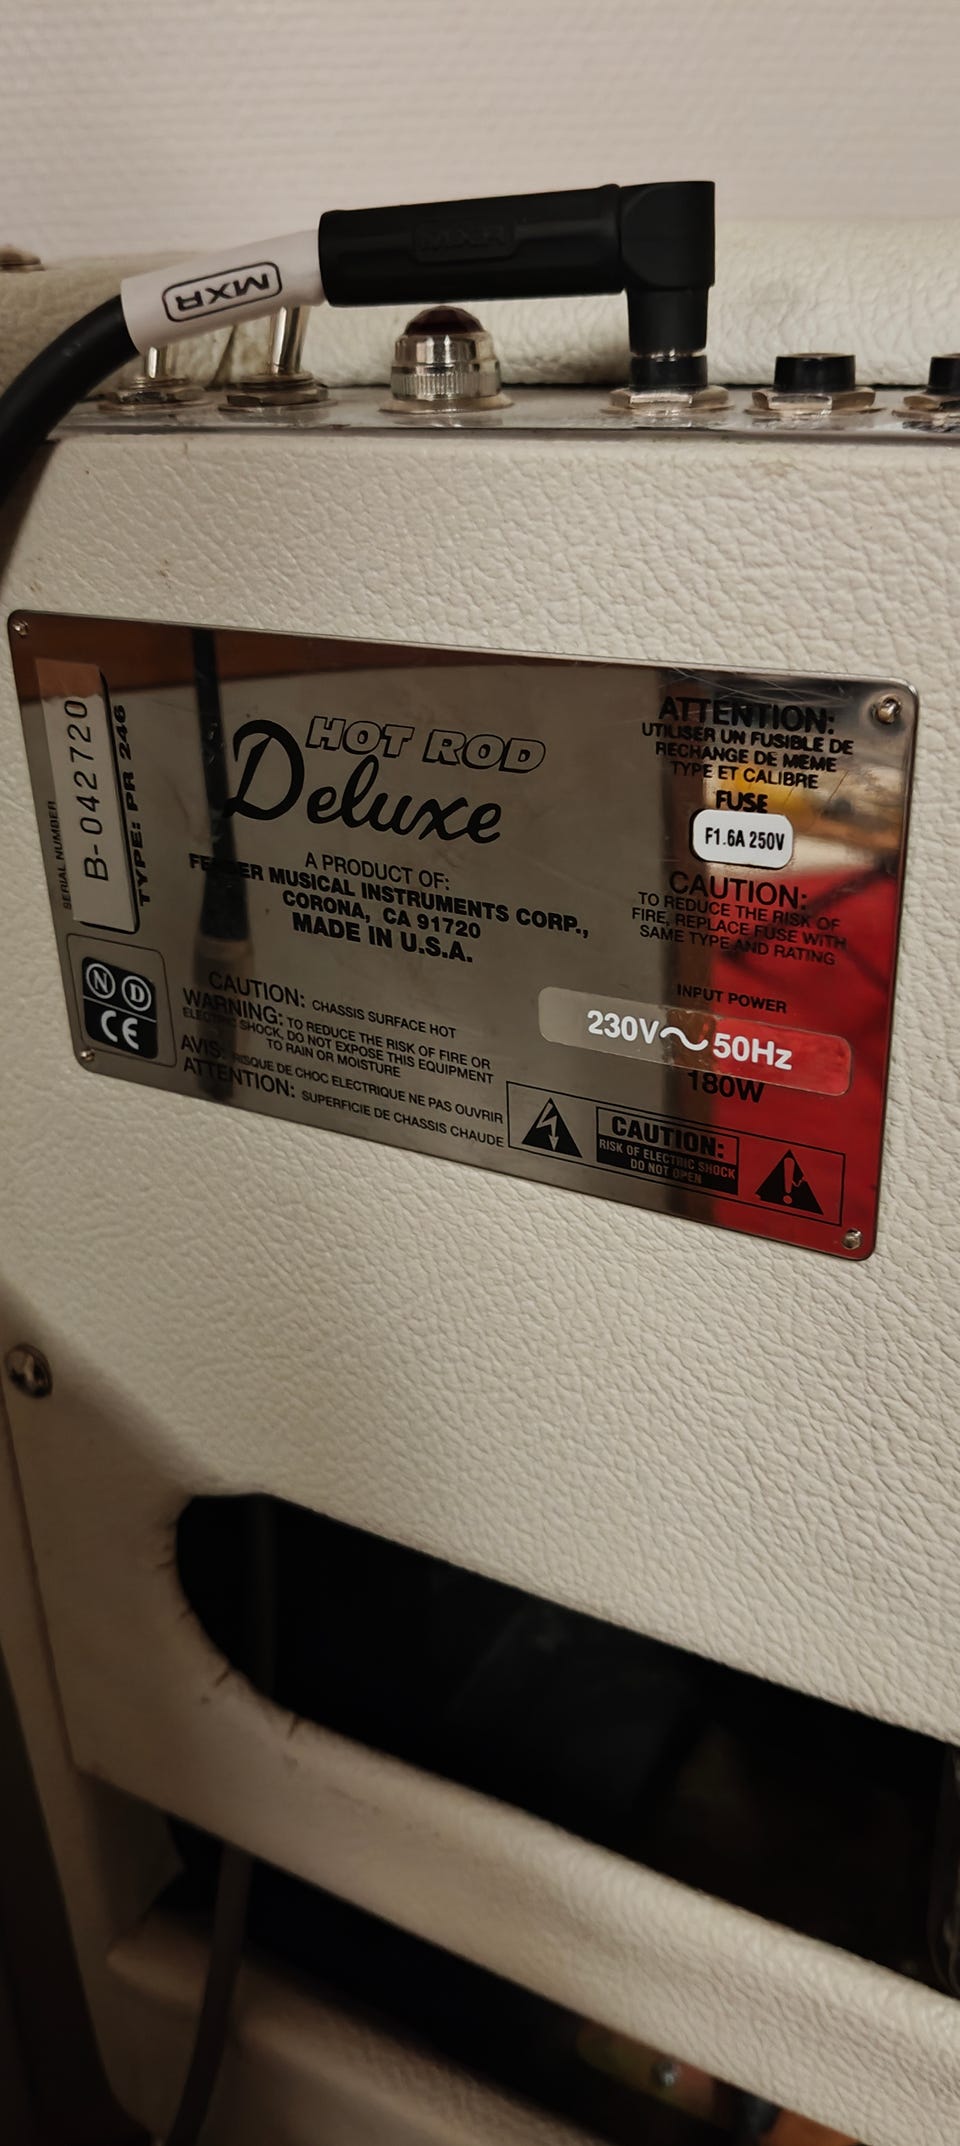 MXR
MXR
SERIAL NUMBER
B-042720
TYPE: PR 246
HOT ROD
Deluxe
A PRODUCT OF:
FENDER MUSICAL INSTRUMENTS CORP.,
CORONA, CA 91720
MADE IN U.S.A.
ATTENTION:
UTILISER UN FUSIBLE DE
RECHANGE DE MEME
TYPE ET CALIBRE
FUSE
F1.6A 250V
CAUTION:
TO REDUCE THE RISK OF
FIRE, REPLACE FUSE WITH
SAME TYPE AND RATING
INPUT POWER
230V~50Hz
180W
N D
CE
CAUTION: CHASSIS SURFACE HOT
WARNING: TO REDUCE THE RISK OF FIRE OR
ELECTRIC SHOCK, DO NOT EXPOSE THIS EQUIPMENT
TO RAIN OR MOISTURE
AVIS: RISQUE DE CHOC ELECTRIQUE NE PAS OUVRIR
ATTENTION: SUPERFICIE DE CHASSIS CHAUDE
CAUTION:
RISK OF ELECTRIC SHOCK
DO NOT OPEN